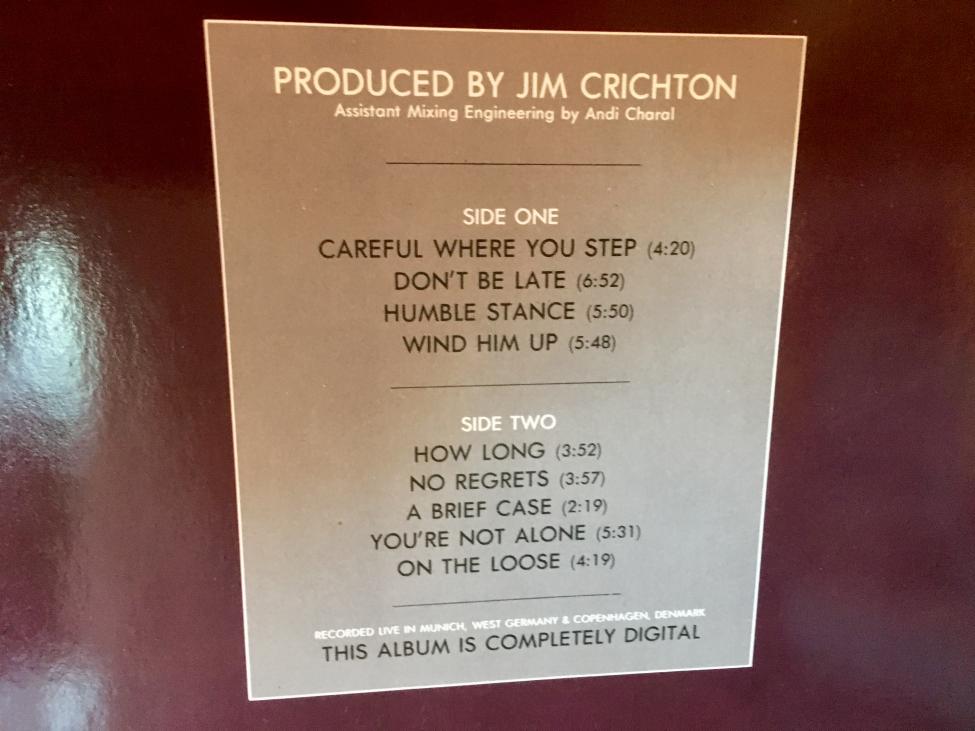 PRODUCED BY JIM CRICHTON
Assistant Mixing Engineering by Andi Charal
SIDE ONE
CAREFUL WHERE YOU STEP (4:20)
DON'T BE LATE (6:52)
HUMBLE STANCE (5:50)
WIND HIM UP (5:48)
SIDE TWO
HOW LONG (3:52)
NO REGRETS (3:57)
A BRIEF CASE (2:19)
YOU'RE NOT ALONE (5:31)
ON THE LOOSE (4:19)
RECORDED LIVE IN MUNICH, WEST GERMANY & COPENHAGEN, DENMARK
THIS ALBUM IS COMPLETELY DIGITAL